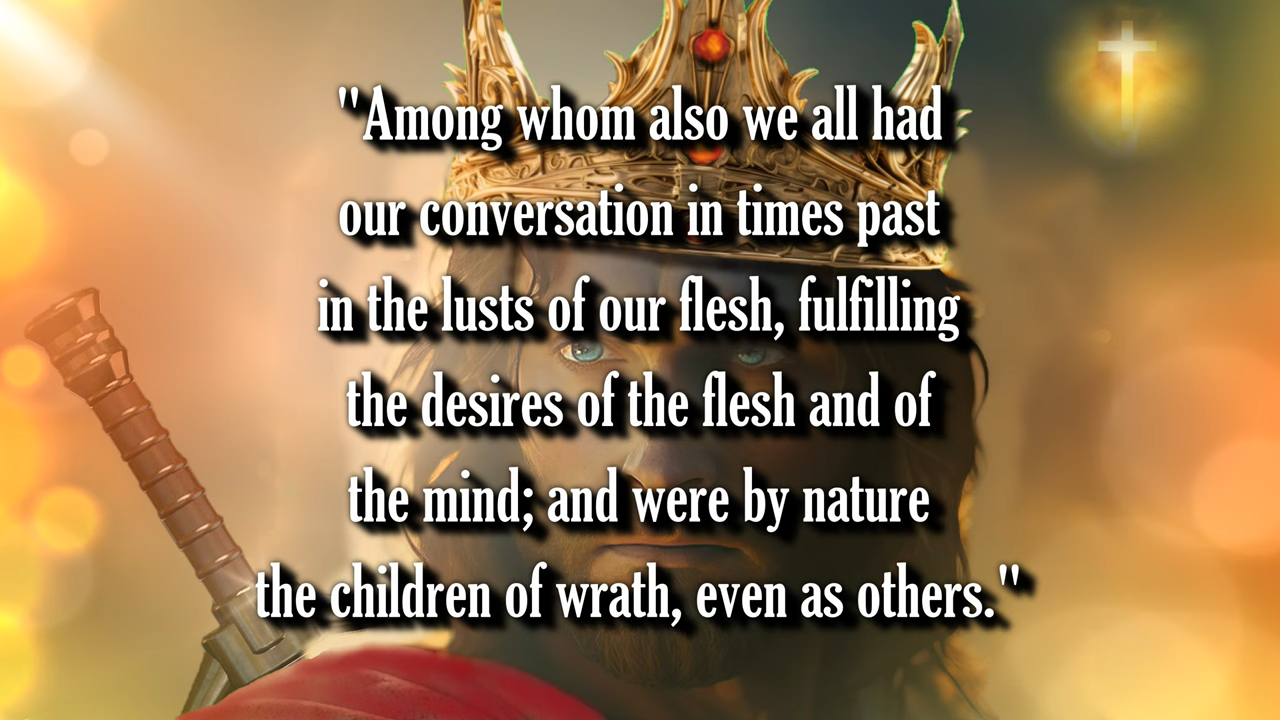 "Among whom also we all had
our conversation in times past
in the lusts of our flesh, fulfilling
the desires of the flesh and of
the mind; and were by nature
the children of wrath, even as others."